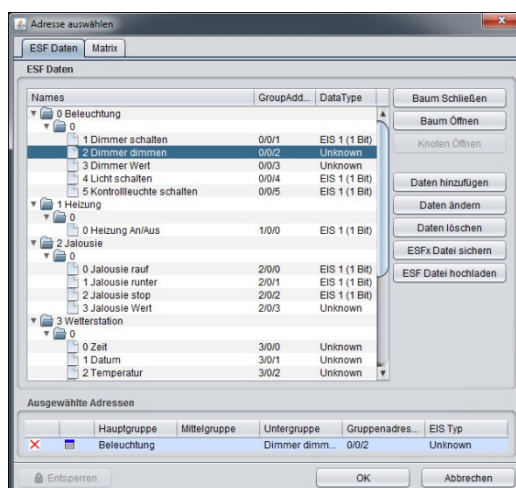 Adresse auswählen
ESF Daten Matrix
ESF Daten
Names GroupAdd... DataType
0 Beleuchtung
0
1 Dimmer schalten 0/0/1 EIS 1 (1 Bit)
2 Dimmer dimmen 0/0/2 Unknown
3 Dimmer Wert 0/0/3 Unknown
4 Licht schalten 0/0/4 EIS 1 (1 Bit)
5 Kontrollleuchte schalten 0/0/5 EIS 1 (1 Bit)
1 Heizung
0
0 Heizung An/Aus 1/0/0 EIS 1 (1 Bit)
2 Jalousie
0
0 Jalousie rauf 2/0/0 EIS 1 (1 Bit)
1 Jalousie runter 2/0/1 EIS 1 (1 Bit)
2 Jalousie stop 2/0/2 EIS 1 (1 Bit)
3 Jalousie Wert 2/0/3 Unknown
3 Wetterstation
0
0 Zeit 3/0/0 Unknown
1 Datum 3/0/1 Unknown
2 Temperatur 3/0/2 Unknown
Baum Schließen
Baum Öffnen
Knoten Öffnen
Daten hinzufügen
Daten ändern
Daten löschen
ESFx Datei sichern
ESF Datei hochladen
Ausgewählte Adressen
Hauptgruppe Mittelgruppe Untergruppe Gruppenadres... EIS Typ
Beleuchtung Dimmer dimm... 0/0/2 Unknown
Entsperren OK Abbrechen